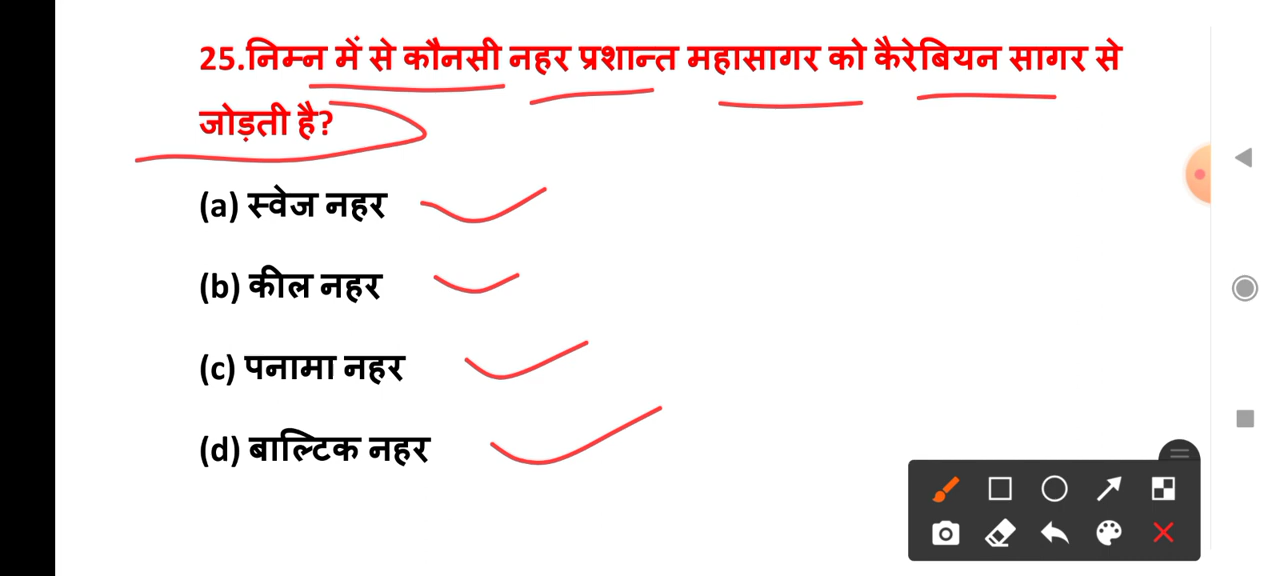 25.निम्न में से कौनसी नहर प्रशान्त महासागर को कैरेबियन सागर से
जोड़ती है?
(a) स्वेज नहर
(b) कील नहर
(c) पनामा नहर
(d) बाल्टिक नहर